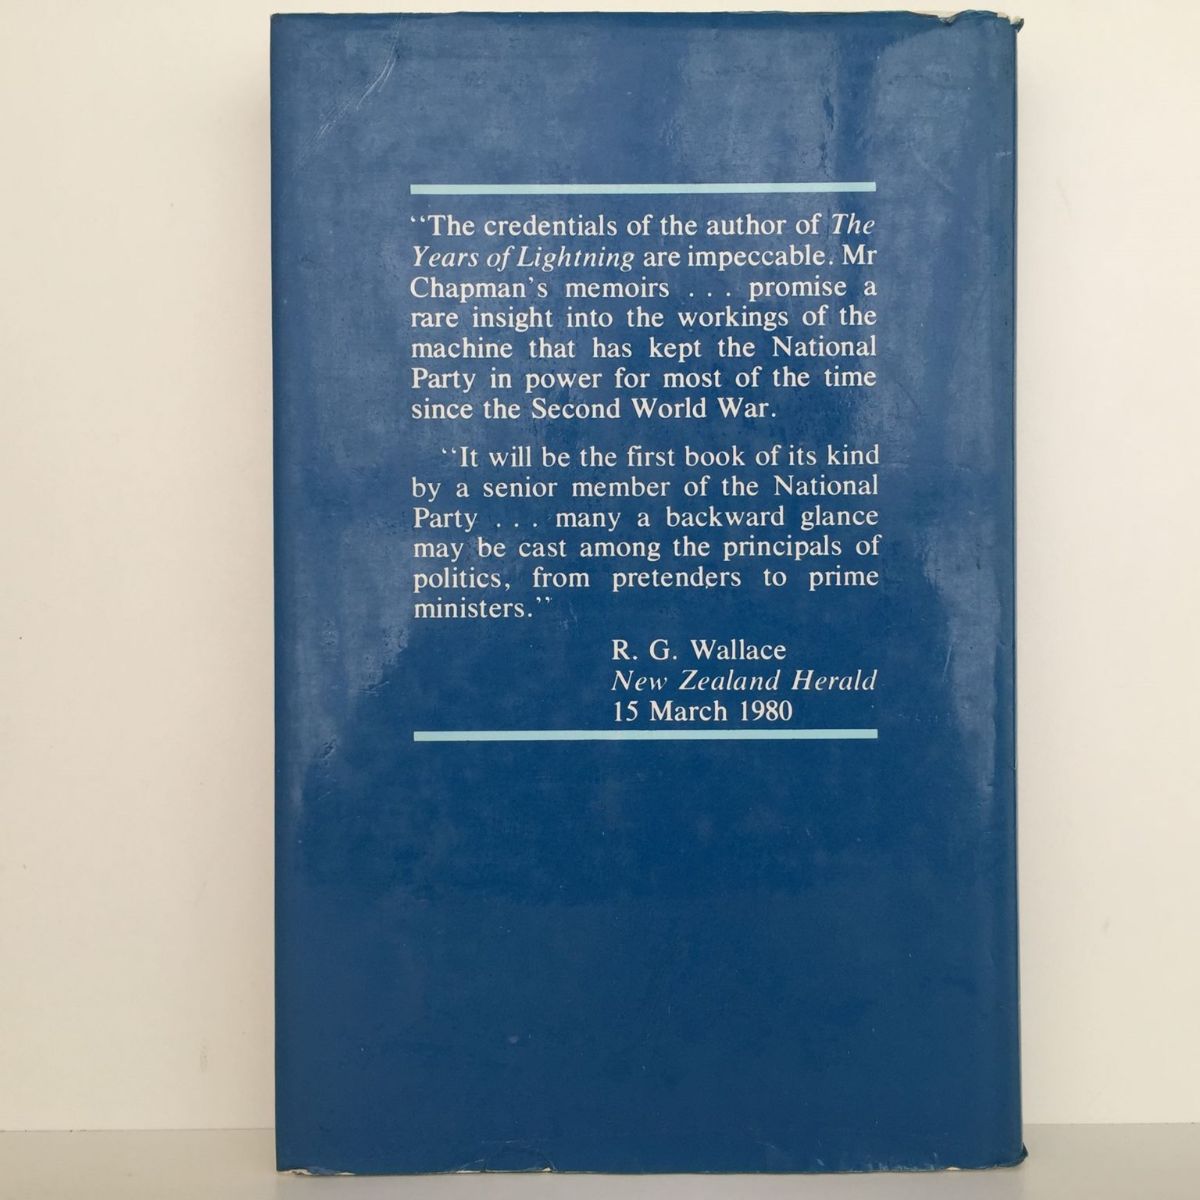 “The credentials of the author of The
Years of Lightning are impeccable. Mr
Chapman's memoirs . . . promise a
rare insight into the workings of the
machine that has kept the National
Party in power for most of the time
since the Second World War.
“It will be the first book of its kind
by a senior member of the National
Party . . . many a backward glance
may be cast among the principals of
politics, from pretenders to prime
ministers.”
R. G. Wallace
New Zealand Herald
15 March 1980